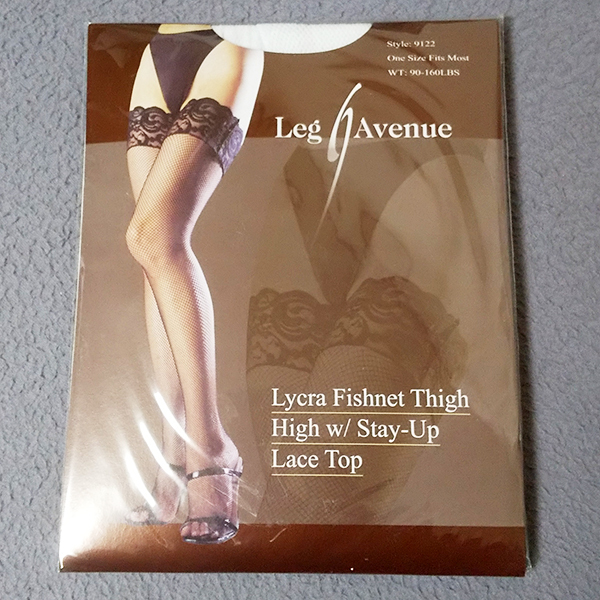 Style: 9122
One Size Fits Most
WT: 90-160LBS
Leg Avenue
Lycra Fishnet Thigh
High w/ Stay-Up
Lace Top